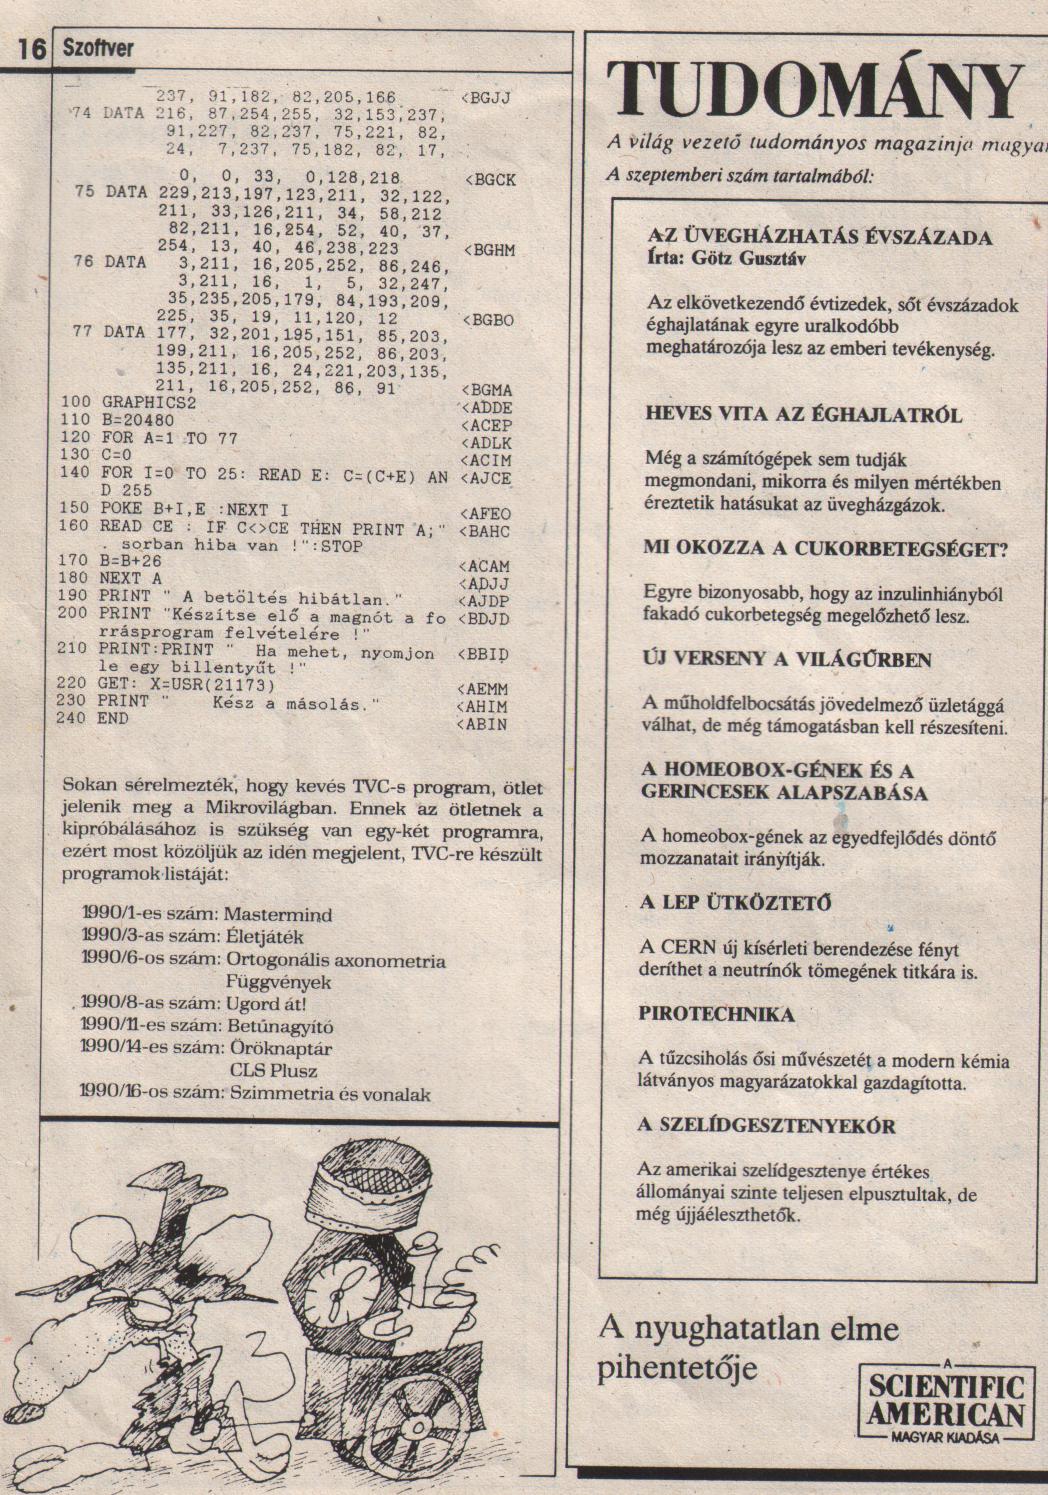 16 Szoftver
237, 91,182, 82,205,166 <BGJJ
74 DATA 216, 87,254,255, 32,153,237,
91,227, 82,237, 75,221, 82,
24, 7,237, 75,182, 82, 17,
0, 0, 33, 0,128,218 <BGCK
75 DATA 229,213,197,123,211, 32,122,
211, 33,126,211, 34, 58,212
82,211, 16,254, 52, 40, 37,
254, 13, 40, 46,238,223 <BGHM
76 DATA 3,211, 16,205,252, 86,246,
3,211, 16, 1, 5, 32,247,
35,235,205,179, 84,193,209,
225, 35, 19, 11,120, 12 <BGBO
77 DATA 177, 32,201,195,151, 85,203,
199,211, 16,205,252, 86,203,
135,211, 16, 24,221,203,135,
211, 16,205,252, 86, 91 <BGMA
100 GRAPHICS2 <ADDE
110 B=20480 <ACEP
120 FOR A=1 TO 77 <ADLK
130 C=0 <ACIM
140 FOR I=0 TO 25: READ E: C=(C+E) AN <AJCE
D 255
150 POKE B+I,E :NEXT I <AFEO
160 READ CE : IF C<>CE THEN PRINT A;" <BAHC
. sorban hiba van !":STOP
170 B=B+26 <ACAM
180 NEXT A <ADJJ
190 PRINT " A betöltés hibátlan." <AJDP
200 PRINT "Készítse elő a magnót a fo <BDJD
rrásprogram felvételére !"
210 PRINT:PRINT " Ha mehet, nyomjon <BBID
le egy billentyűt !"
220 GET: X=USR(21173) <AEMM
230 PRINT " Kész a másolás." <AHIM
240 END <ABIN
Sokan sérelmezték, hogy kevés TVC-s program, ötlet
jelenik meg a Mikrovilágban. Ennek az ötletnek a
kipróbálásához is szükség van egy-két programra,
ezért most közöljük az idén megjelent, TVC-re készült
programok listáját:
1990/1-es szám: Mastermind
1990/3-as szám: Életjáték
1990/6-os szám: Ortogonális axonometria
Függvények
1990/8-as szám: Ugord át!
1990/11-es szám: Betűnagyító
1990/14-es szám: Öröknaptár
CLS Plusz
1990/16-os szám: Szimmetria és vonalak
TUDOMÁNY
A világ vezető tudományos magazinja magyar
A szeptemberi szám tartalmából:
AZ ÜVEGHÁZHATÁS ÉVSZÁZADA
Írta: Götz Gusztáv
Az elkövetkezendő évtizedek, sőt évszázadok
éghajlatának egyre uralkodóbb
meghatározója lesz az emberi tevékenység.
HEVES VITA AZ ÉGHAJLATRÓL
Még a számítógépek sem tudják
megmondani, mikorra és milyen mértékben
éreztetik hatásukat az üvegházgázok.
MI OKOZZA A CUKORBETEGSÉGET?
Egyre bizonyosabb, hogy az inzulinhiányból
fakadó cukorbetegség megelőzhető lesz.
ÚJ VERSENY A VILÁGŰRBEN
A műholdfelbocsátás jövedelmező üzletággá
válhat, de még támogatásban kell részesíteni.
A HOMEOBOX-GÉNEK ÉS A
GERINCESEK ALAPSZABÁSA
A homeobox-gének az egyedfejlődés döntő
mozzanatait irányítják.
A LEP ÜTKÖZTETŐ
A CERN új kísérleti berendezése fényt
deríthet a neutrínók tömegének titkára is.
PIROTECHNIKA
A tűzcsiholás ősi művészetét a modern kémia
látványos magyarázatokkal gazdagította.
A SZELÍDGESZTENYEKÓR
Az amerikai szelídgesztenye értékes
állományai szinte teljesen elpusztultak, de
még újjáéleszthetők.
A nyughatatlan elme
pihentetője
A
SCIENTIFIC
AMERICAN
MAGYAR KIADÁSA